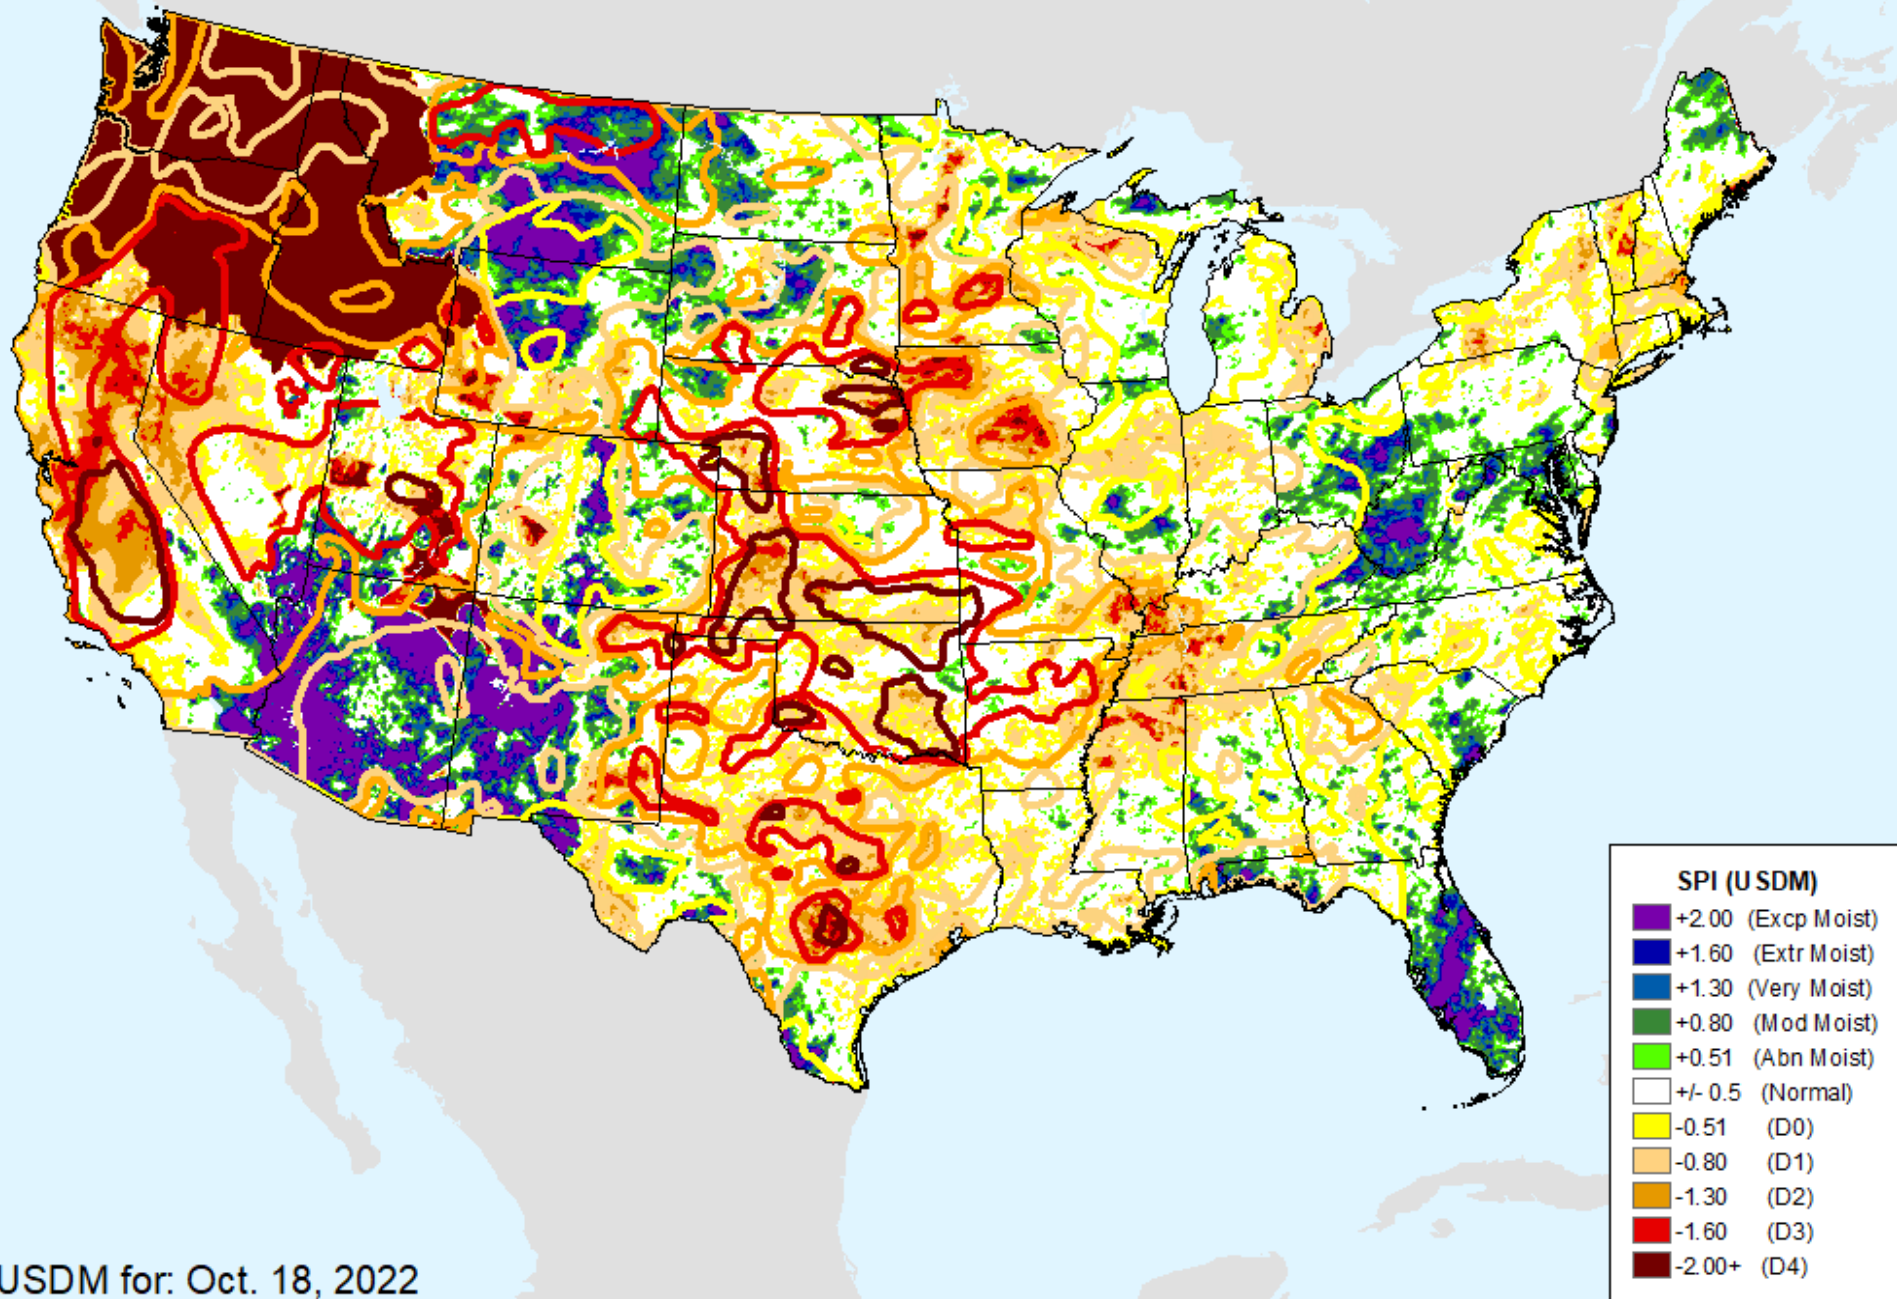 SPI (USDM)
+2.00 (Excp Moist)
+1.60 (Extr Moist)
+1.30 (Very Moist)
+0.80 (Mod Moist)
+0.51 (Abn Moist)
+/- 0.5 (Normal)
-0.51 (D0)
-0.80 (D1)
-1.30 (D2)
-1.60 (D3)
-2.00+ (D4)
USDM for: Oct. 18, 2022